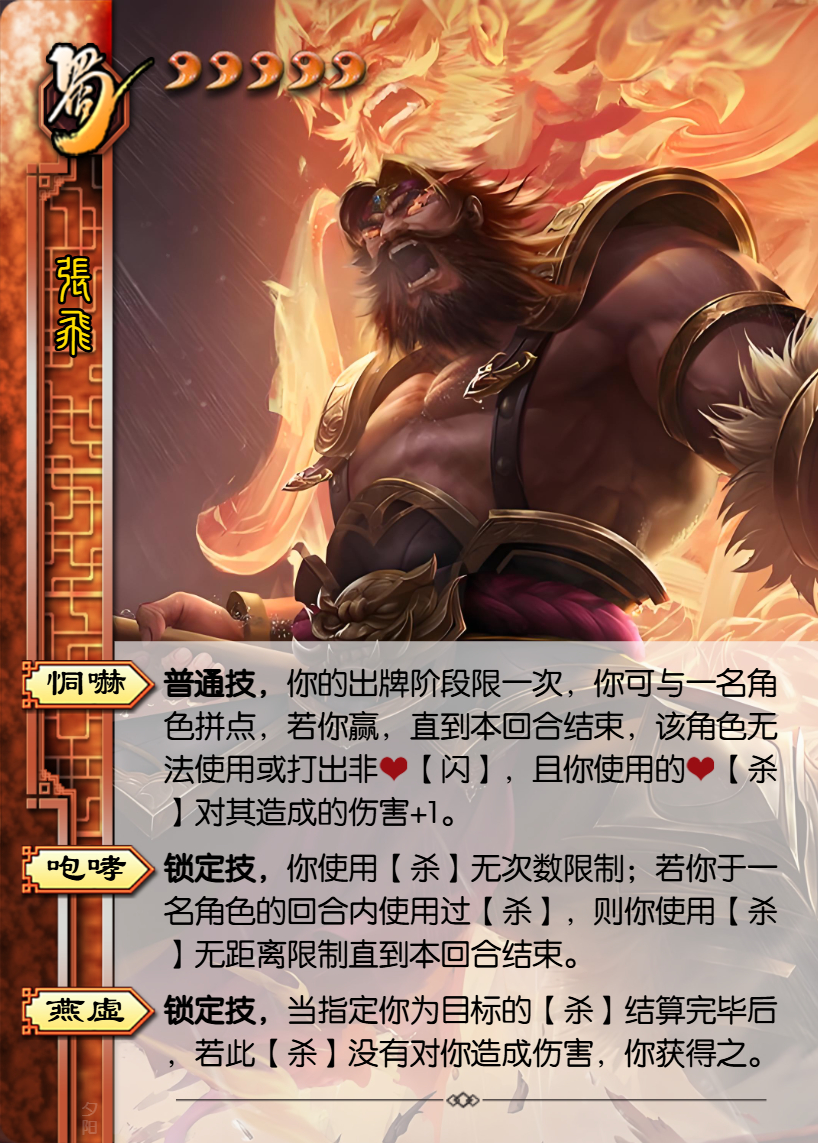 蜀
張飛
恫嚇
普通技，你的出牌阶段限一次，你可与一名角
色拼点，若你赢，直到本回合结束，该角色无
法使用或打出非❤【闪】，且你使用的❤【杀
】对其造成的伤害+1。
咆哮
锁定技，你使用【杀】无次数限制；若你于一
名角色的回合内使用过【杀】，则你使用【杀
】无距离限制直到本回合结束。
燕虚
锁定技，当指定你为目标的【杀】结算完毕后
，若此【杀】没有对你造成伤害，你获得之。
夕阳